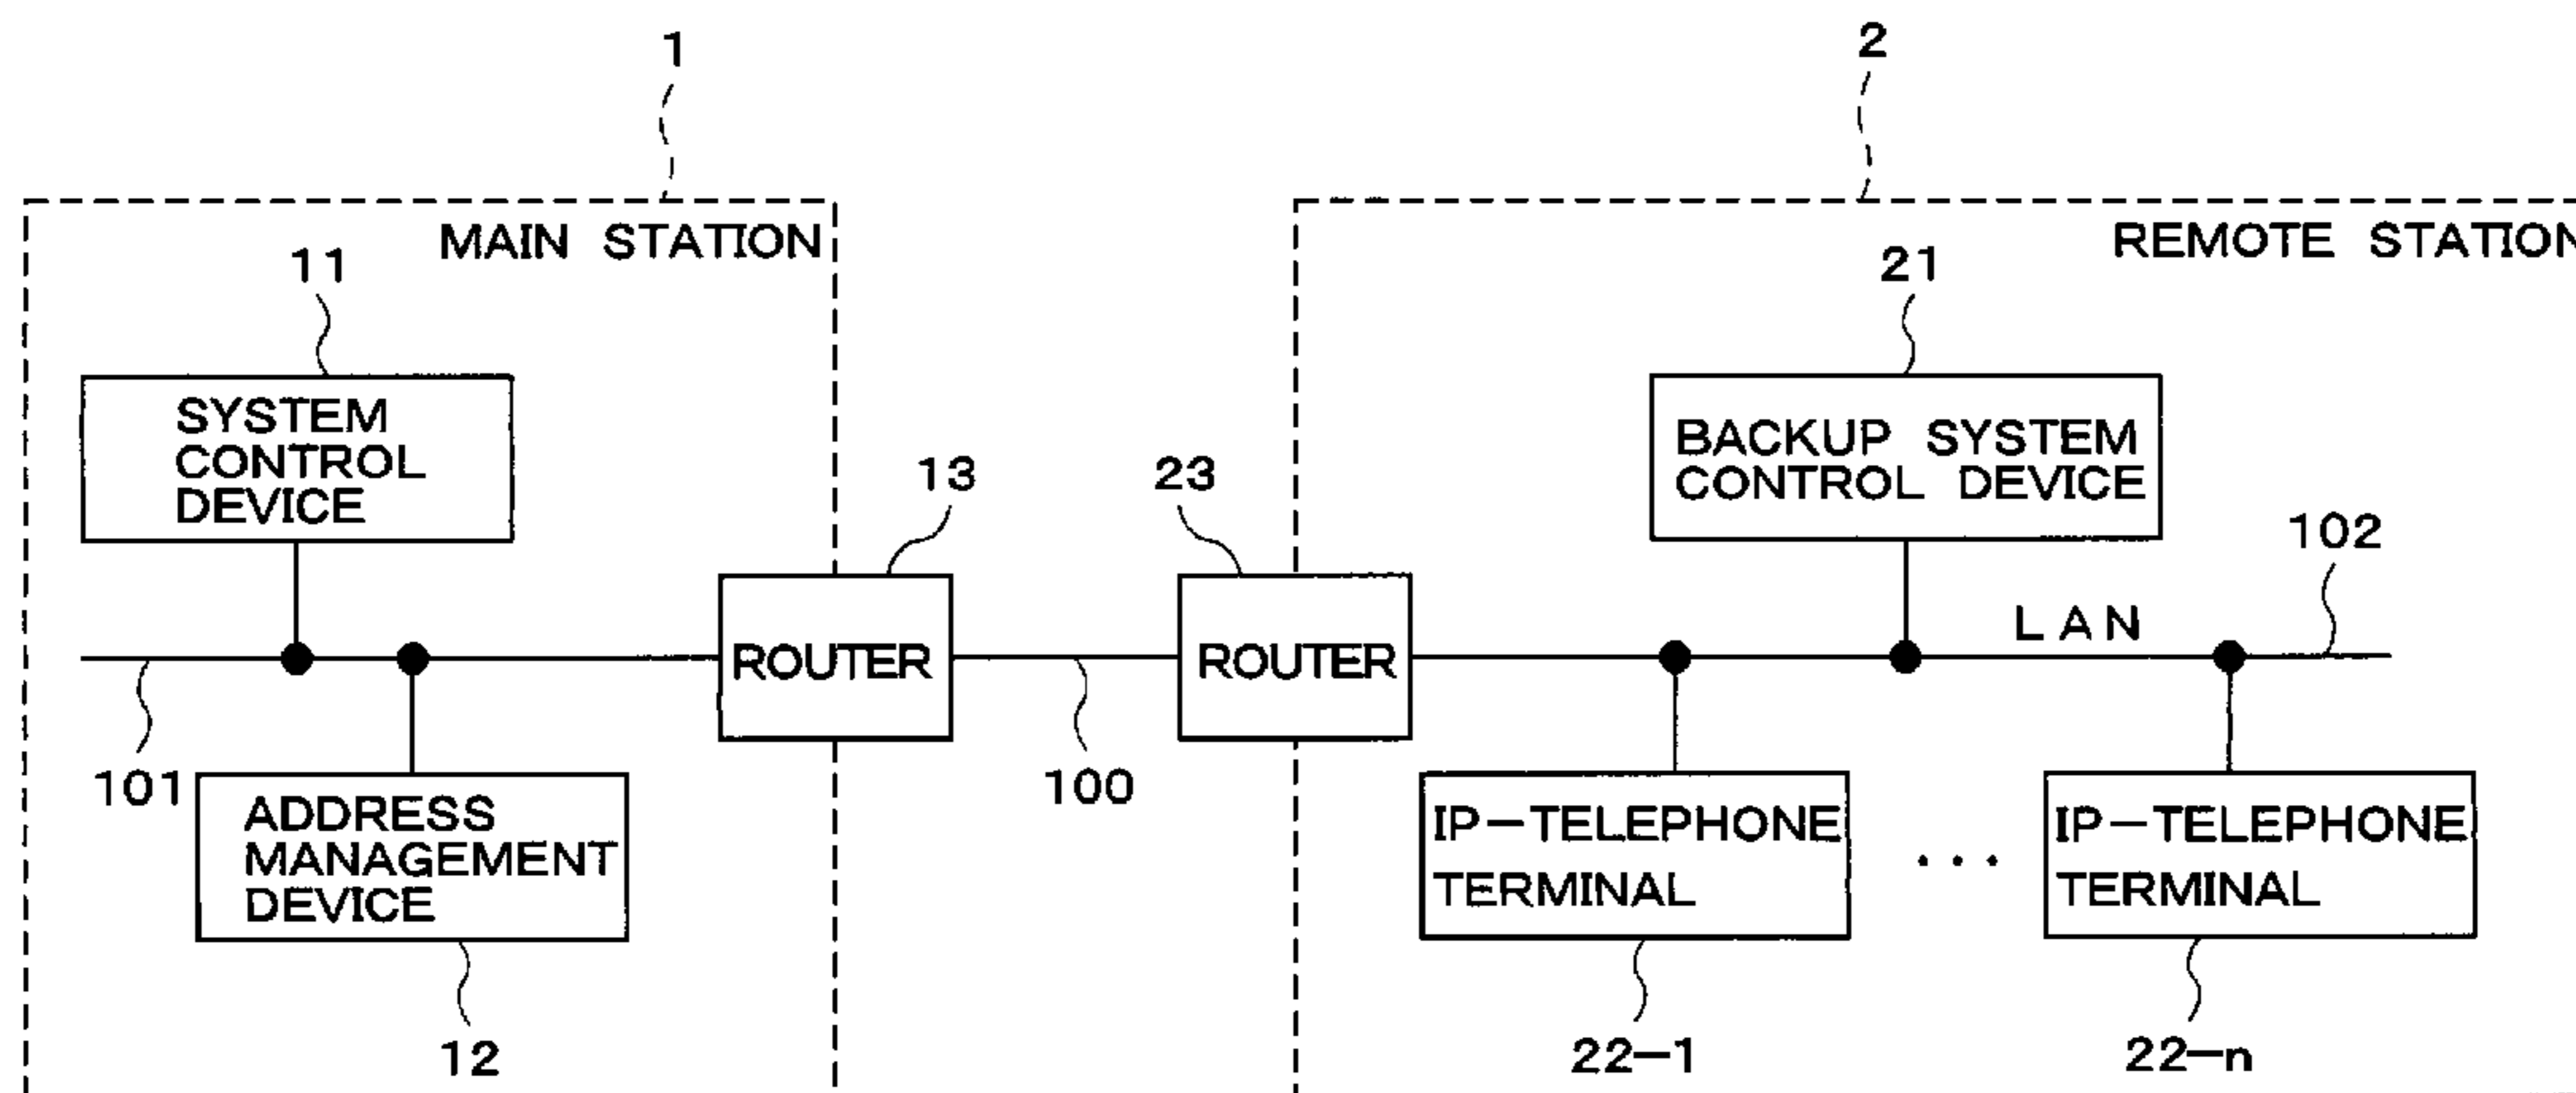 1
2
MAIN STATION
REMOTE STATION
11
21
SYSTEM
CONTROL
DEVICE
BACKUP SYSTEM
CONTROL DEVICE
13
23
102
LAN
ROUTER
ROUTER
101
100
ADDRESS
MANAGEMENT
DEVICE
IP-TELEPHONE
TERMINAL
...
IP-TELEPHONE
TERMINAL
12
22-1
22-n